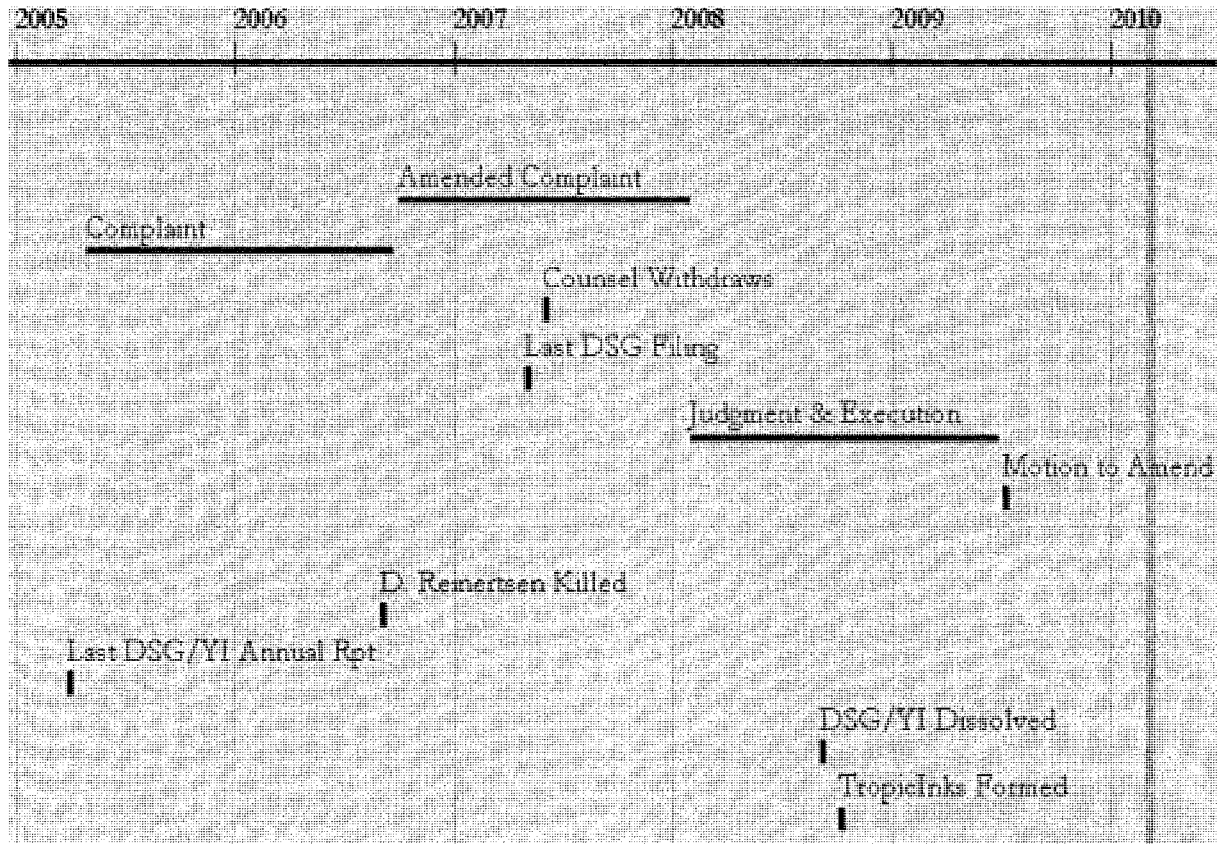 2005 2006 2007 2008 2009 2010
Amended Complaint
Complaint
Counsel Withdraws
Last DSG Filing
Judgment & Execution
Motion to Amend
D. Reinertsen Killed
Last DSG/YI Annual Rpt
DSG/YI Dissolved
TropicInks Formed